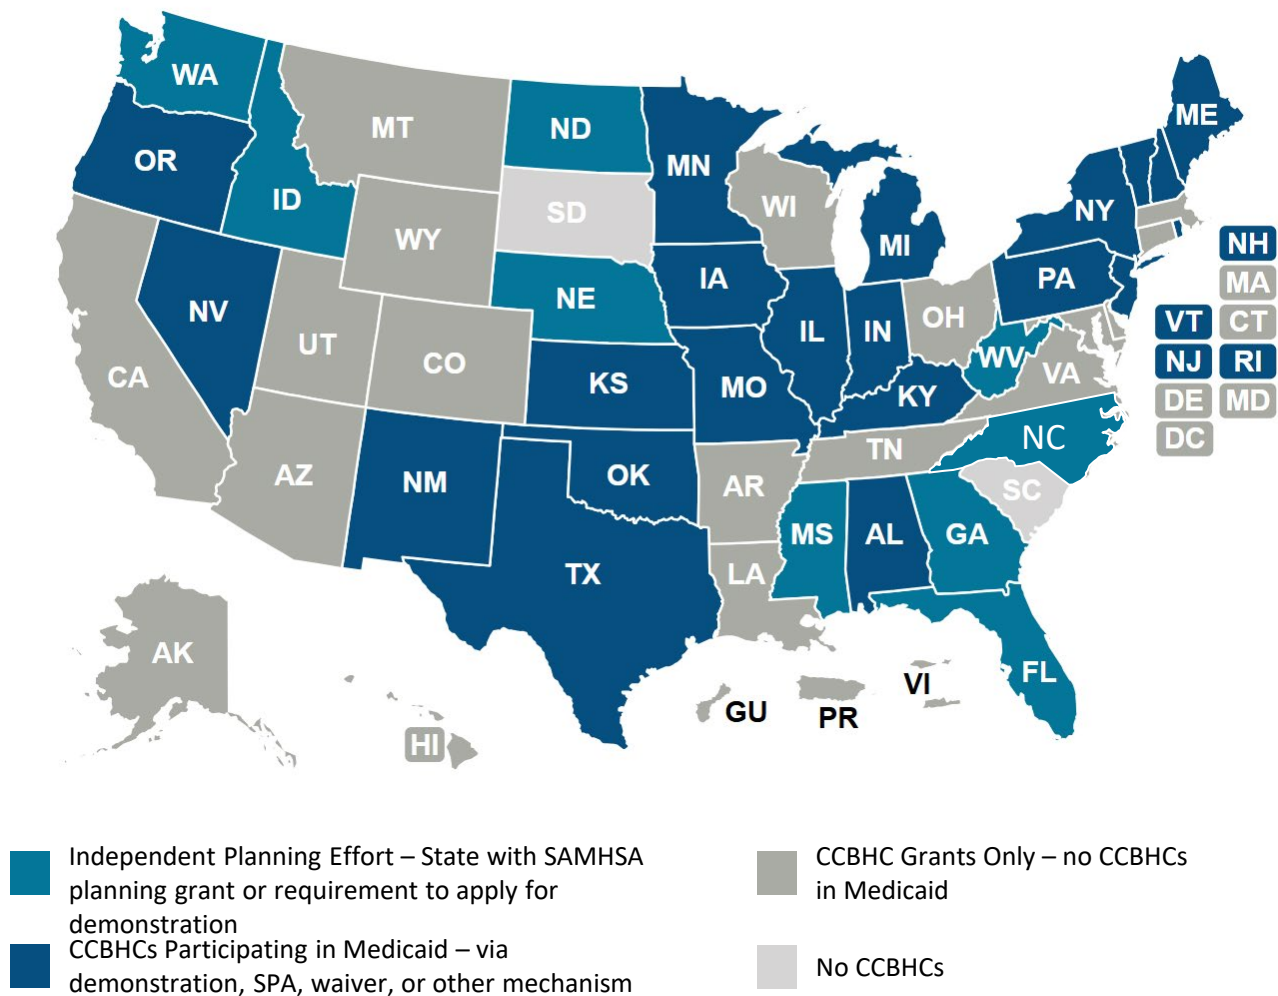 WA
MT
ND
MN
ME
OR
ID
SD
WI
MI
NY
WY
NH
MA
NV
UT
CO
NE
IA
IL
IN
OH
PA
VT
CT
CA
KS
MO
KY
WV
VA
NJ
RI
DE
MD
DC
AZ
NM
OK
AR
TN
NC
SC
TX
LA
MS
AL
GA
FL
AK
HI
GU
PR
VI
Independent Planning Effort – State with SAMHSA
planning grant or requirement to apply for
demonstration
CCBHCs Participating in Medicaid – via
demonstration, SPA, waiver, or other mechanism
CCBHC Grants Only – no CCBHCs
in Medicaid
No CCBHCs